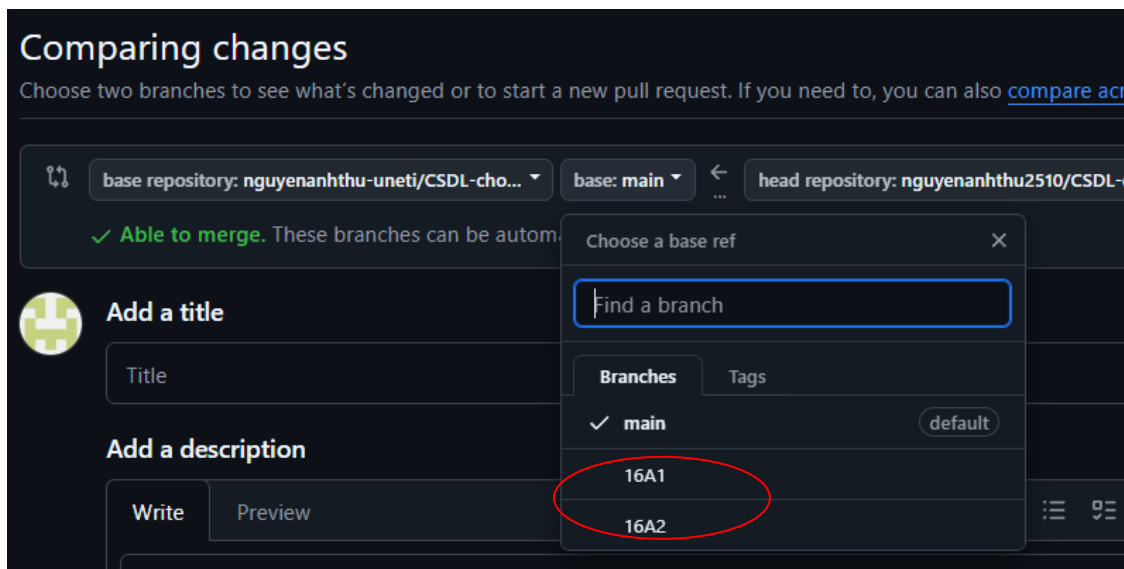 Comparing changes
Choose two branches to see what's changed or to start a new pull request. If you need to, you can also compare acr
base repository: nguyenanhthu-uneti/CSDL-cho... base: main ← ... head repository: nguyenanhthu2510/CSDL-
Able to merge. These branches can be autom
Choose a base ref
Find a branch
Branches Tags
main default
16A1
16A2
Add a title
Title
Add a description
Write Preview